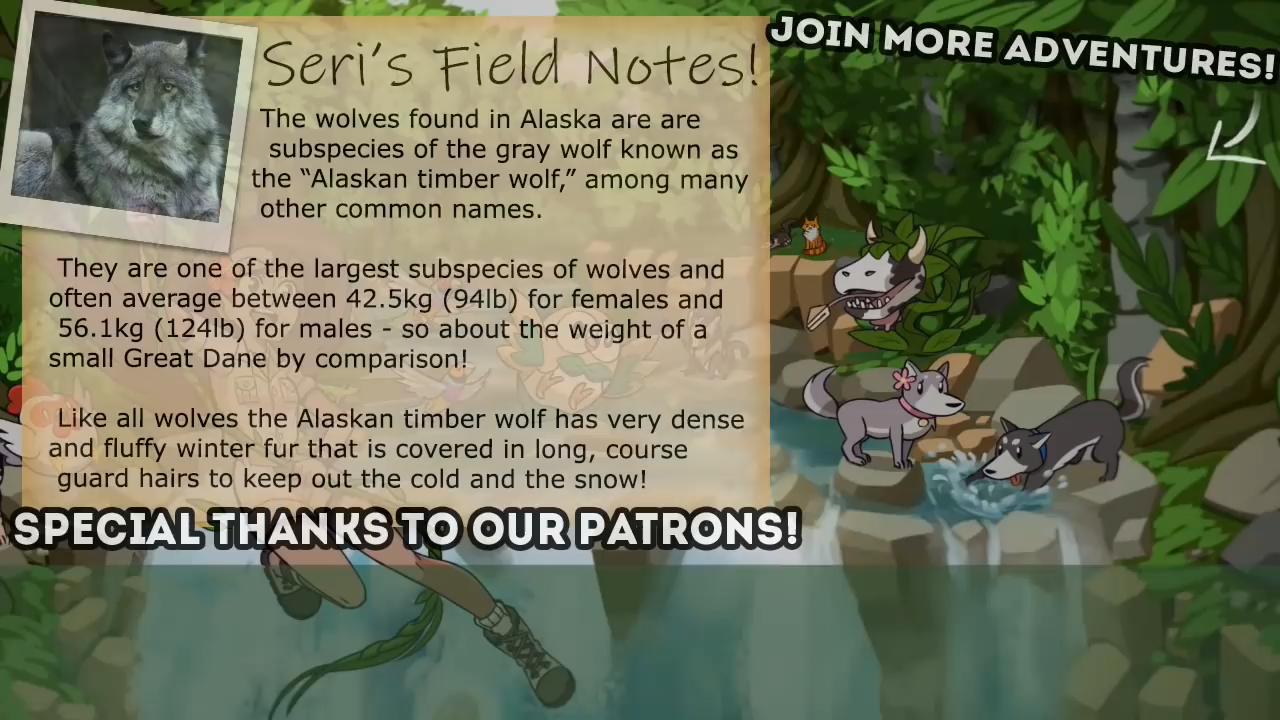 Seri's Field Notes!
JOIN MORE ADVENTURES!
The wolves found in Alaska are are
subspecies of the gray wolf known as
the “Alaskan timber wolf,” among many
other common names.
They are one of the largest subspecies of wolves and
often average between 42.5kg (94lb) for females and
56.1kg (124lb) for males - so about the weight of a
small Great Dane by comparison!
Like all wolves the Alaskan timber wolf has very dense
and fluffy winter fur that is covered in long, course
guard hairs to keep out the cold and the snow!
SPECIAL THANKS TO OUR PATRONS!